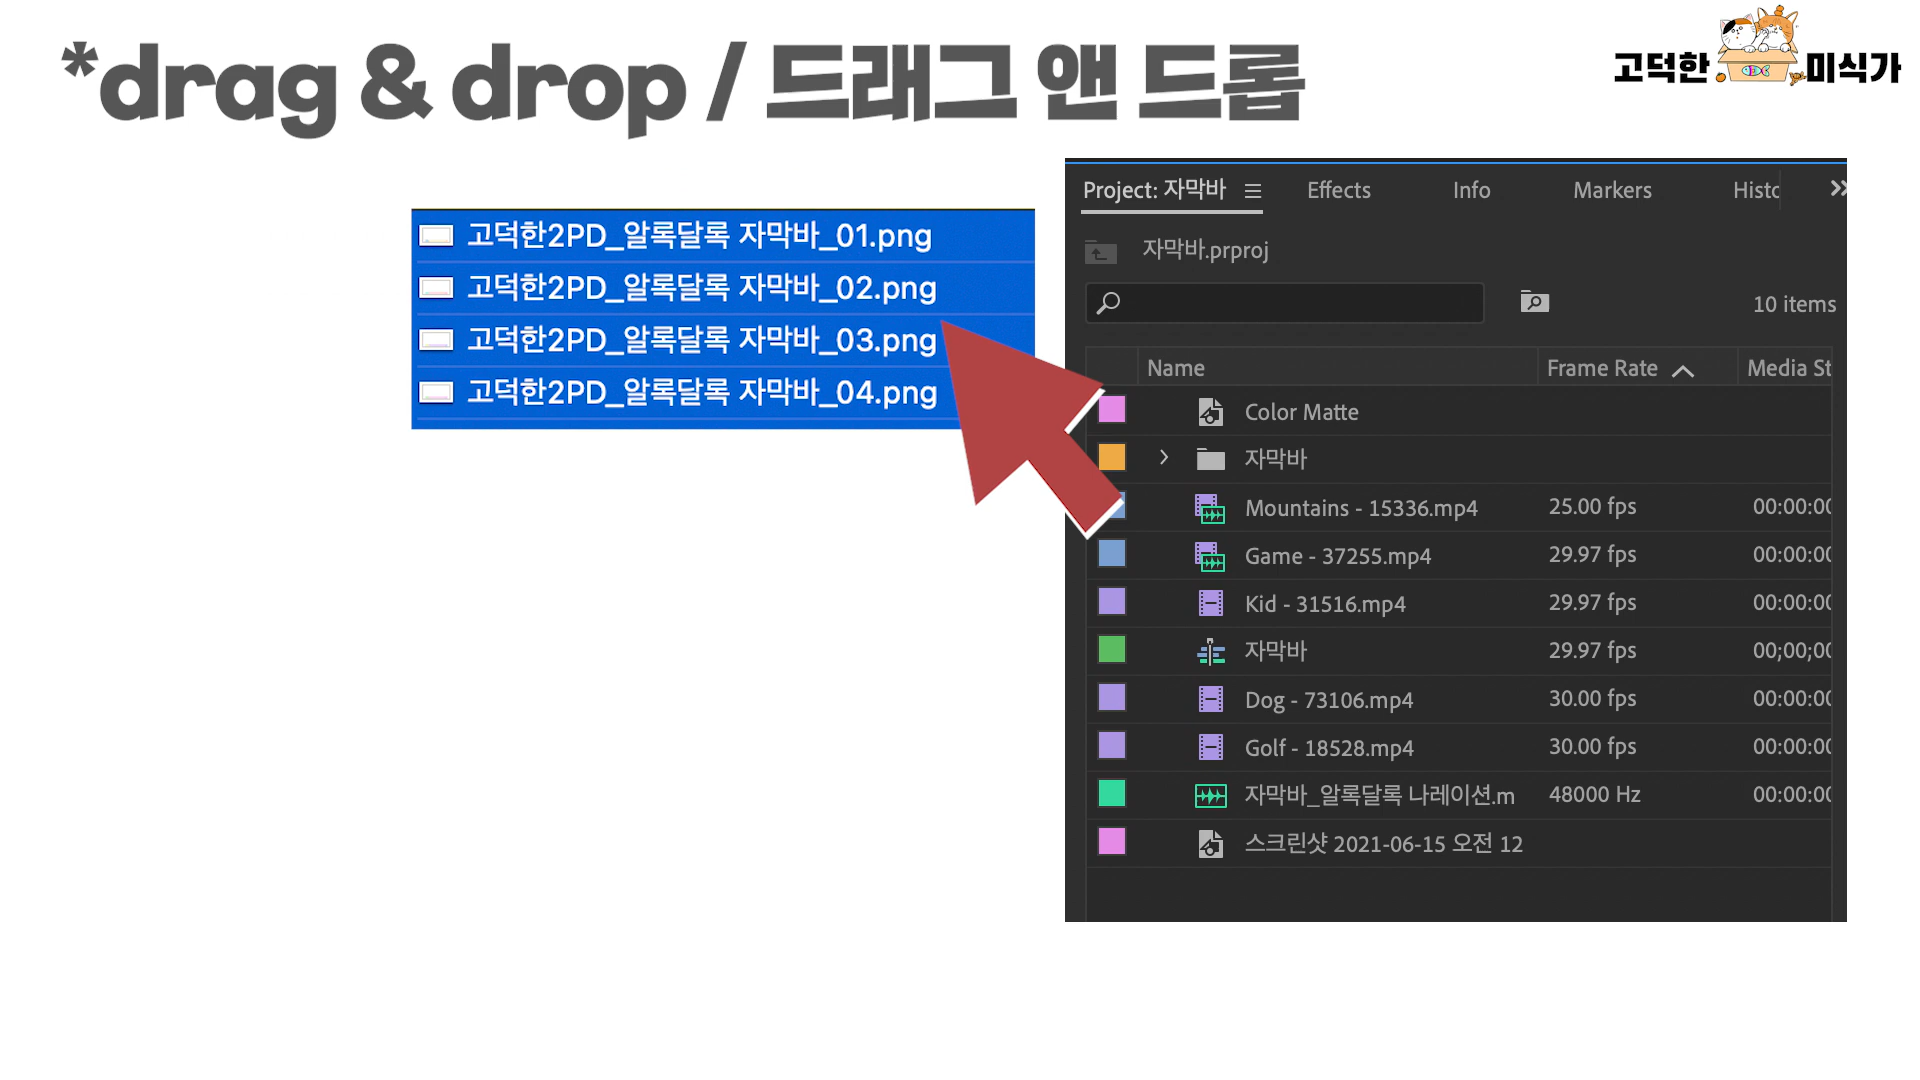 *drag & drop / 드래그 앤 드롭
고덕한 미식가
고덕한2PD_알록달록 자막바_01.png
고덕한2PD_알록달록 자막바_02.png
고덕한2PD_알록달록 자막바_03.png
고덕한2PD_알록달록 자막바_04.png
Project: 자막바 Effects Info Markers Histo
자막바.prproj
10 items
Name Frame Rate Media St
Color Matte
자막바
Mountains - 15336.mp4 25.00 fps 00:00:00
Game - 37255.mp4 29.97 fps 00:00:00
Kid - 31516.mp4 29.97 fps 00:00:00
자막바 29.97 fps 00;00;00
Dog - 73106.mp4 30.00 fps 00:00:00
Golf - 18528.mp4 30.00 fps 00:00:00
자막바_알록달록 나레이션.m 48000 Hz 00:00:00
스크린샷 2021-06-15 오전 12